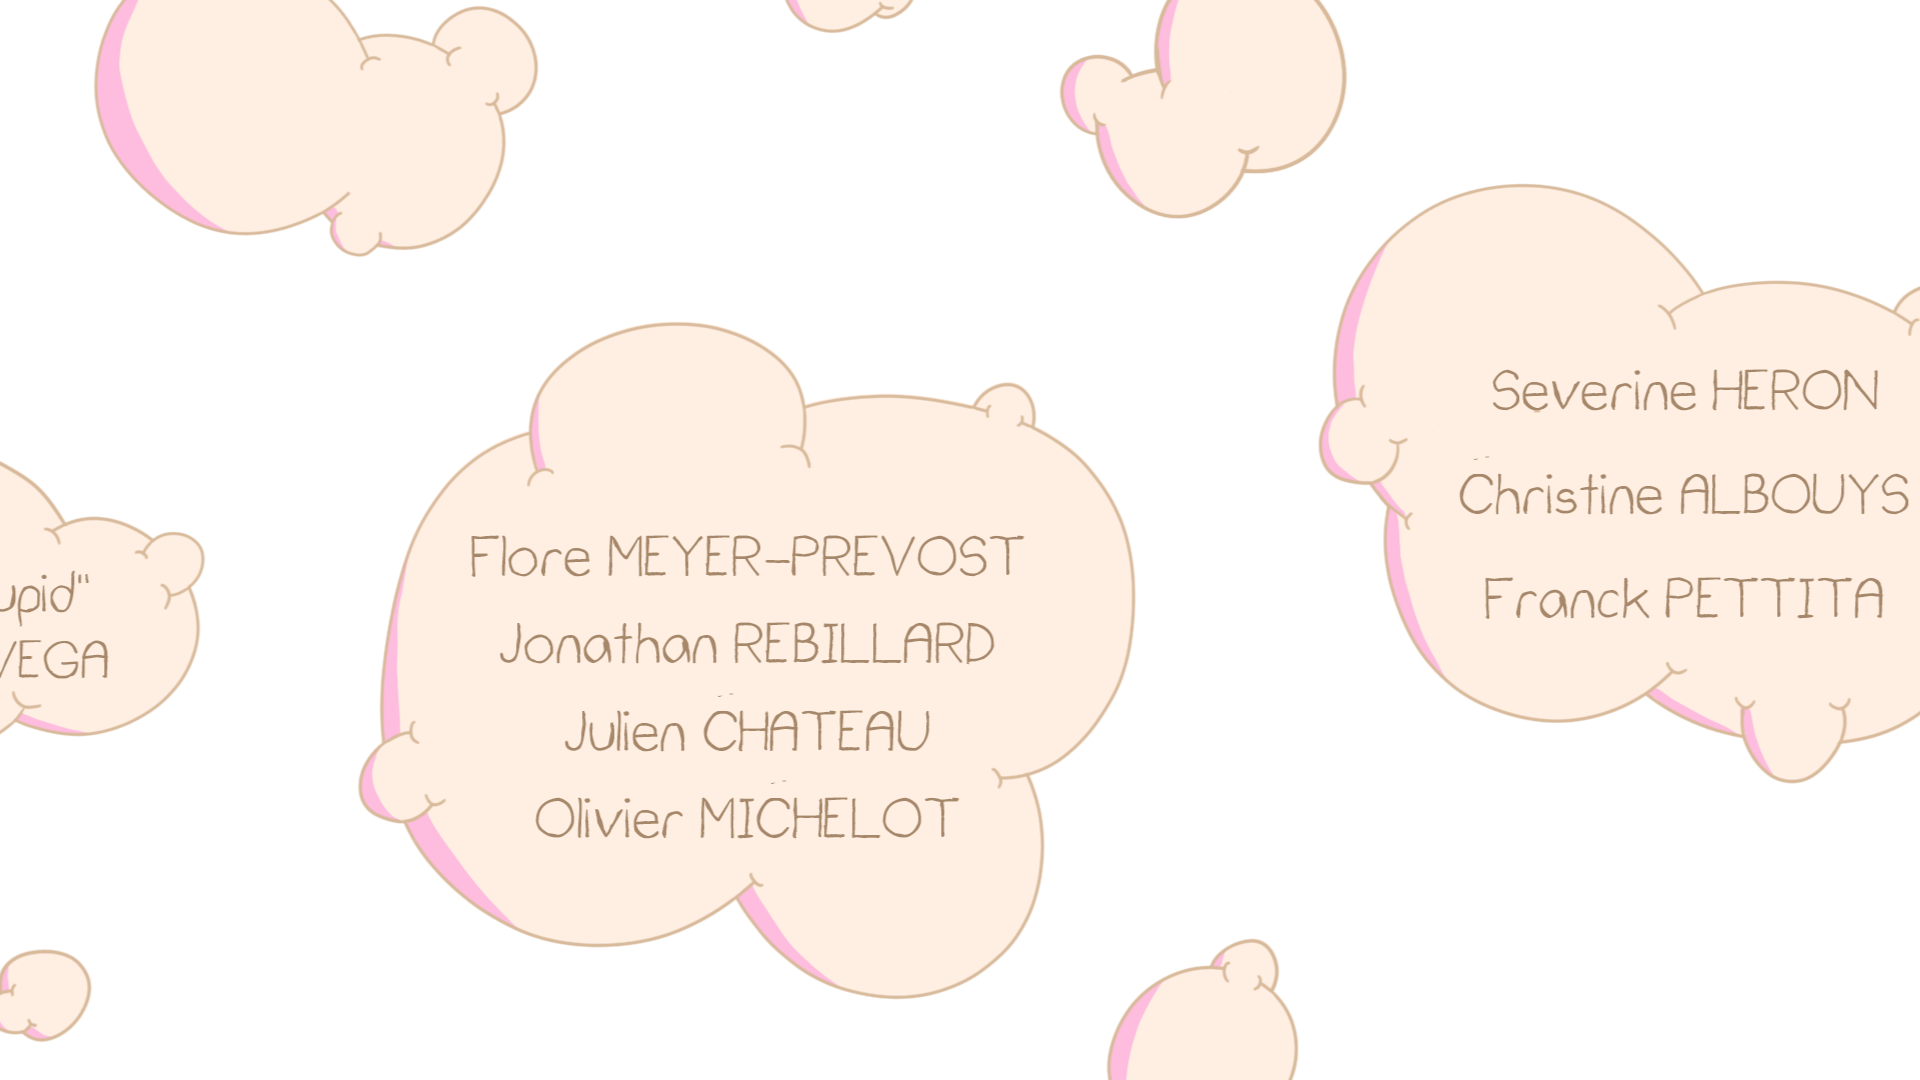 upid"
VEGA
Flore MEYER-PREVOST
Jonathan REBILLARD
Julien CHATEAU
Olivier MICHELOT
Severine HERON
Christine ALBOUYS
Franck PETTITA